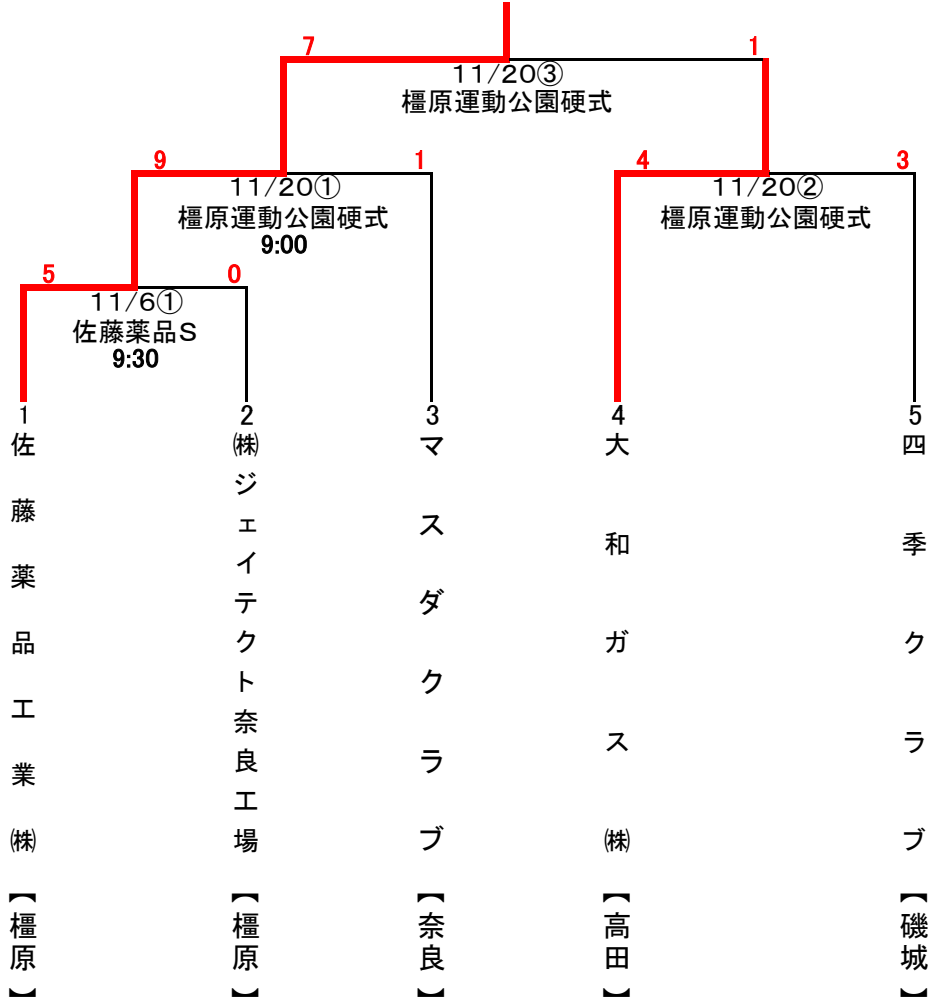 7
1
11/20③
橿原運動公園硬式
9
1
4
3
11/20①
橿原運動公園硬式
9:00
11/20②
橿原運動公園硬式
5
0
11/6①
佐藤薬品S
9:30
1
佐藤薬品工業㈱【橿原】
2
㈱ジェイテクト奈良工場【橿原】
3
マスダクラブ【奈良】
4
大和ガス㈱【高田】
5
四季クラブ【磯城】